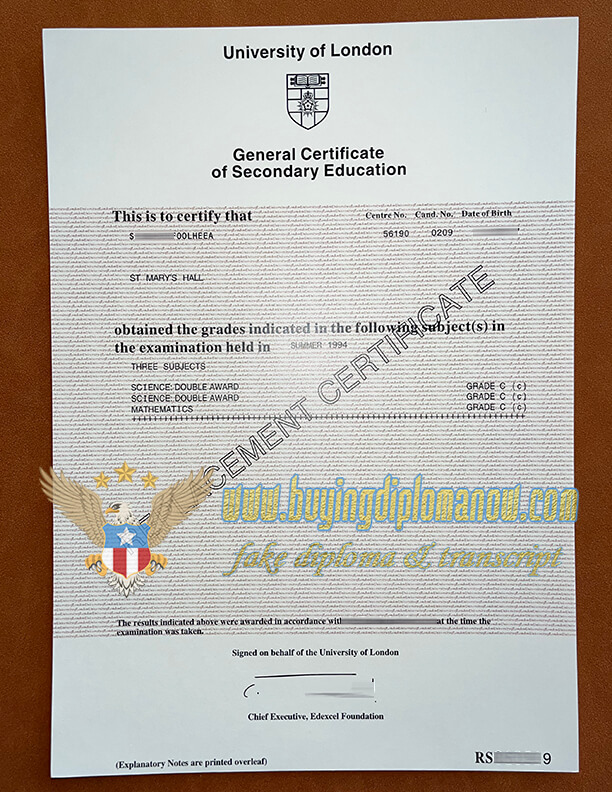 University of London
General Certificate
of Secondary Education
This is to certify that
Centre No. Cand. No. Date of Birth
S OOLHEEA
56190 0209
ST MARY'S HALL
obtained the grades indicated in the following subject(s) in
the examination held in SUMMER 1994
THREE SUBJECTS
SCIENCE: DOUBLE AWARD GRADE C (c)
SCIENCE: DOUBLE AWARD GRADE C (c)
MATHEMATICS GRADE C (c)
CEMENT CERTIFICATE
www.buyingdiplomanow.com
fake diploma & transcript
The results indicated above were awarded in accordance wit at the time the
examination was taken.
Signed on behalf of the University of London
Chief Executive, Edexcel Foundation
(Explanatory Notes are printed overleaf)
RS 9